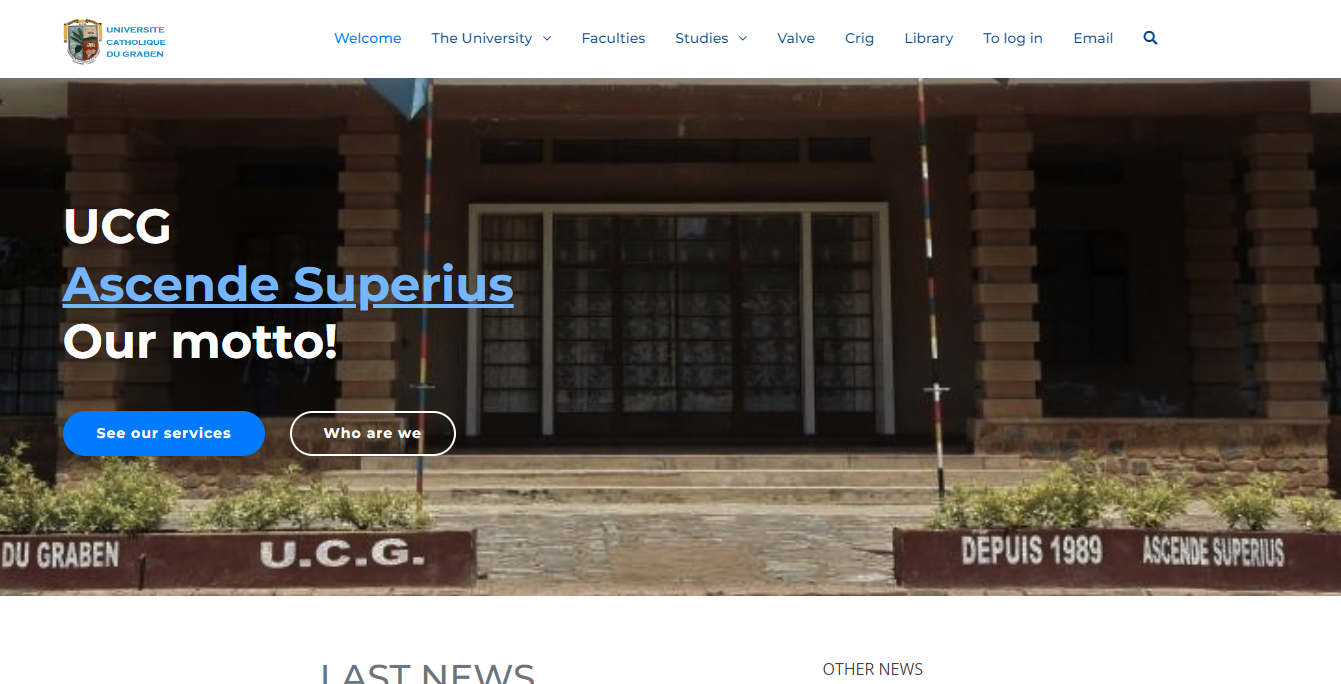 UNIVERSITE
CATHOLIQUE
DU GRABEN
Welcome The University Faculties Studies Valve Crig Library To log in Email
UCG
Ascende Superius
Our motto!
See our services Who are we
DU GRABEN U.C.G. DEPUIS 1989 ASCENDE SUPERIUS
LAST NEWS
OTHER NEWS